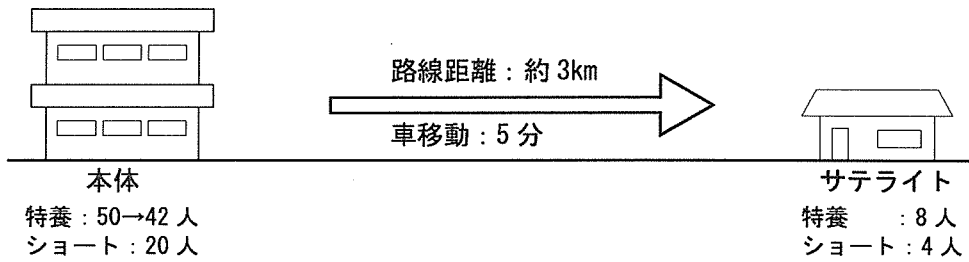 路線距離：約 3km
車移動：5 分
本体
特養：50→42 人
ショート：20 人
サテライト
特養　　：8 人
ショート：4 人